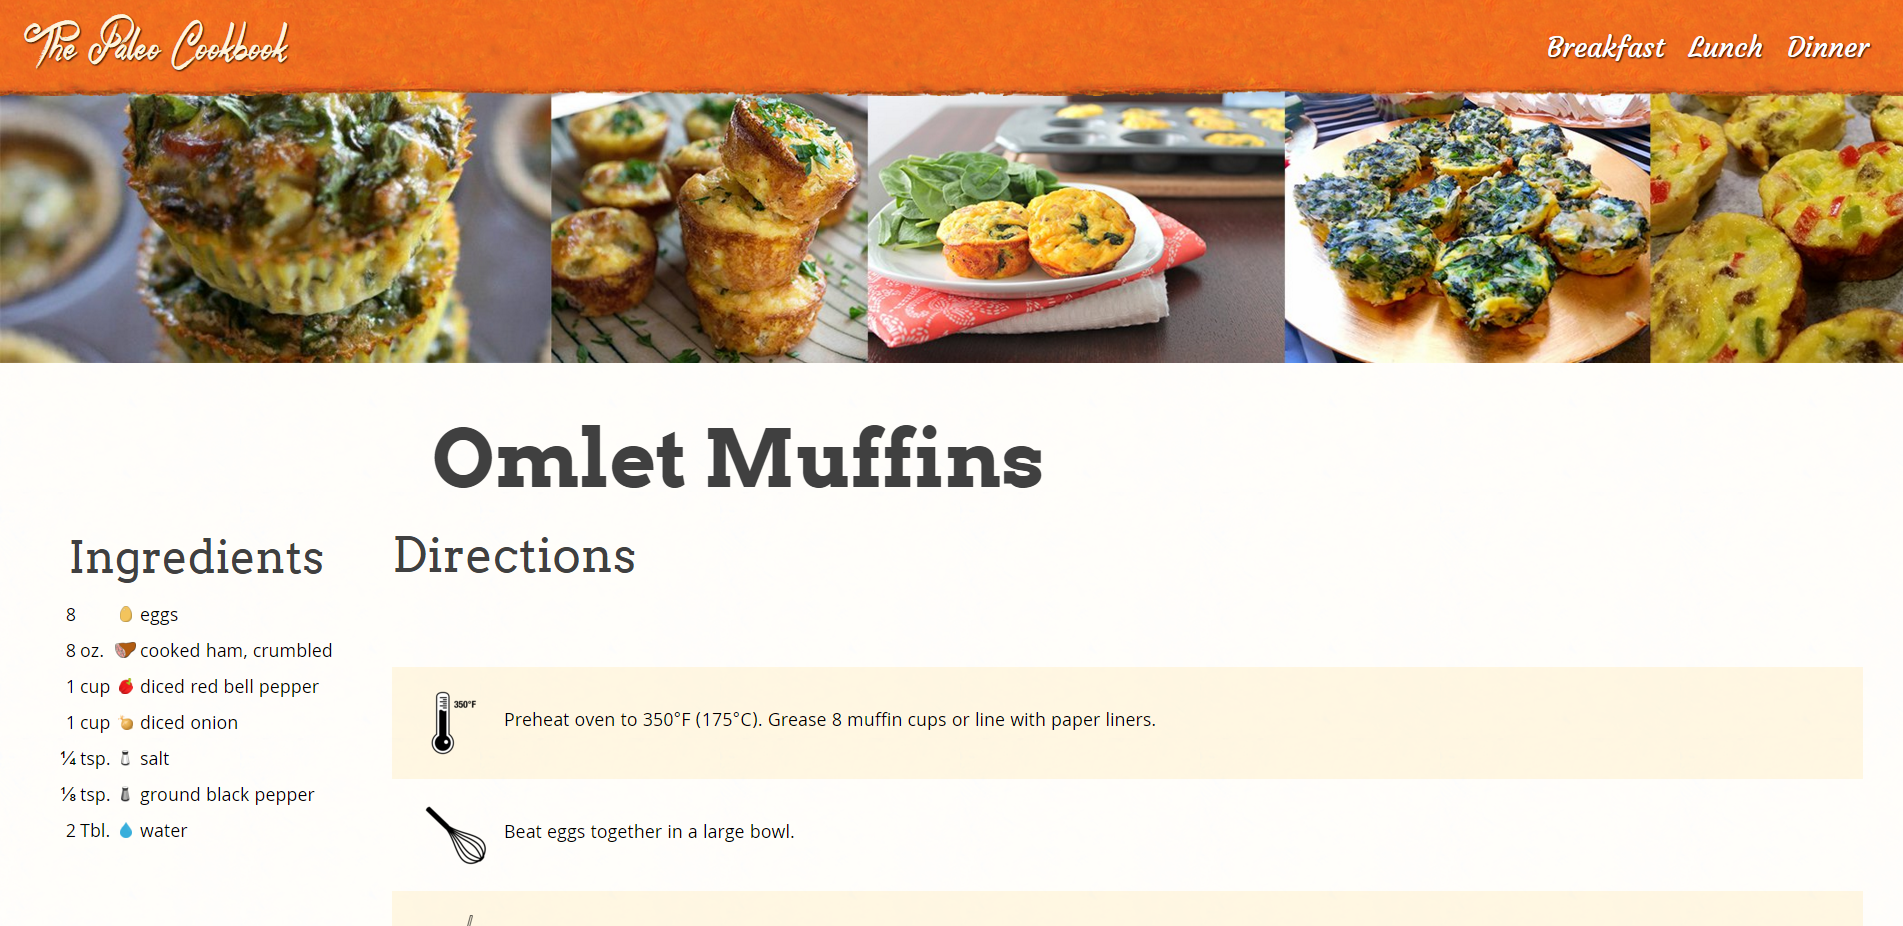 The Paleo Cookbook
Breakfast Lunch Dinner
Omlet Muffins
Ingredients
8 eggs
8 oz. cooked ham, crumbled
1 cup diced red bell pepper
1 cup diced onion
¼ tsp. salt
⅛ tsp. ground black pepper
2 Tbl. water
Directions
350°F
Preheat oven to 350°F (175°C). Grease 8 muffin cups or line with paper liners.
Beat eggs together in a large bowl.